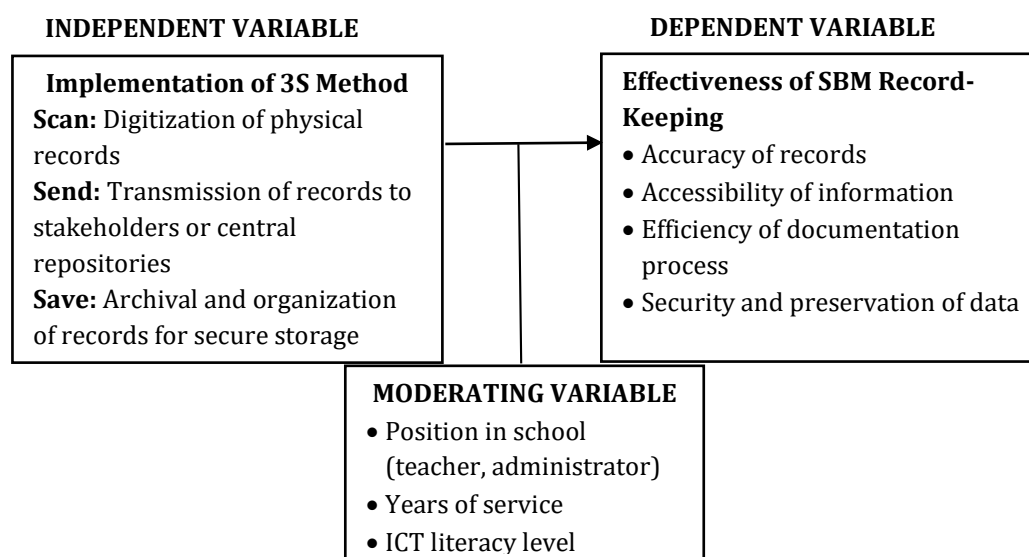 INDEPENDENT VARIABLE
Implementation of 3S Method
Scan: Digitization of physical
records
Send: Transmission of records to
stakeholders or central
repositories
Save: Archival and organization
of records for secure storage
DEPENDENT VARIABLE
Effectiveness of SBM Record-
Keeping
• Accuracy of records
• Accessibility of information
• Efficiency of documentation
process
• Security and preservation of data
MODERATING VARIABLE
• Position in school
(teacher, administrator)
• Years of service
• ICT literacy level